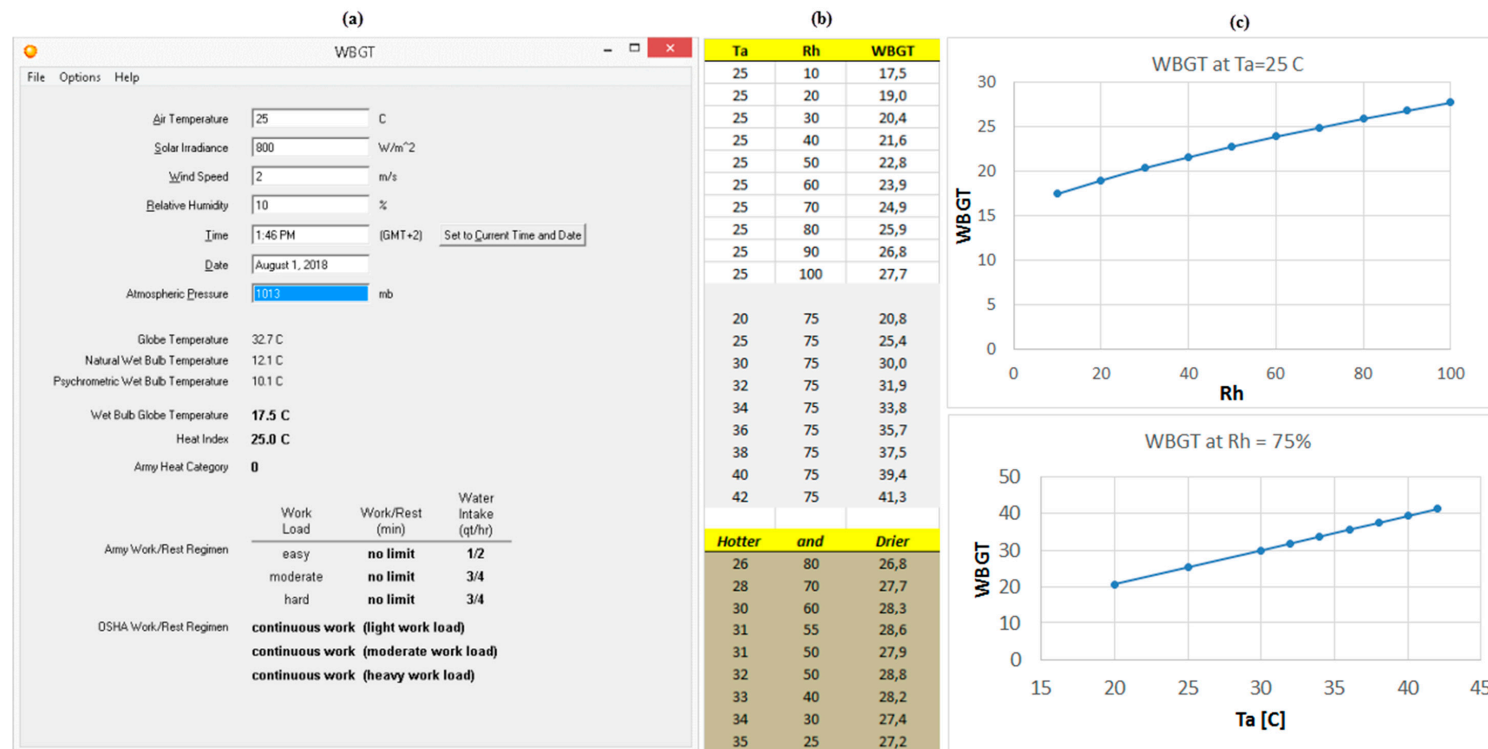 (a)
WBGT
File Options Help
Air Temperature 25 C
Solar Irradiance 800 W/m^2
Wind Speed 2 m/s
Relative Humidity 10 %
Time 1:46 PM (GMT+2) Set to Current Time and Date
Date August 1, 2018
Atmospheric Pressure 1013 mb
Globe Temperature 32.7 C
Natural Wet Bulb Temperature 12.1 C
Psychrometric Wet Bulb Temperature 10.1 C
Wet Bulb Globe Temperature 17.5 C
Heat Index 25.0 C
Army Heat Category 0
Work Load Work/Rest (min) Water Intake (qt/hr)
Army Work/Rest Regimen easy no limit 1/2
moderate no limit 3/4
hard no limit 3/4
OSHA Work/Rest Regimen continuous work (light work load)
continuous work (moderate work load)
continuous work (heavy work load)
(b)
Ta Rh WBGT
25 10 17,5
25 20 19,0
25 30 20,4
25 40 21,6
25 50 22,8
25 60 23,9
25 70 24,9
25 80 25,9
25 90 26,8
25 100 27,7
20 75 20,8
25 75 25,4
30 75 30,0
32 75 31,9
34 75 33,8
36 75 35,7
38 75 37,5
40 75 39,4
42 75 41,3
Hotter and Drier
26 80 26,8
28 70 27,7
30 60 28,3
31 55 28,6
31 50 27,9
32 50 28,8
33 40 28,2
34 30 27,4
35 25 27,2
(c)
WBGT at Ta=25 C
30
25
20
15
10
5
0
WBGT
0 20 40 60 80 100
Rh
WBGT at Rh = 75%
50
40
30
20
10
0
WBGT
15 20 25 30 35 40 45
Ta [C]